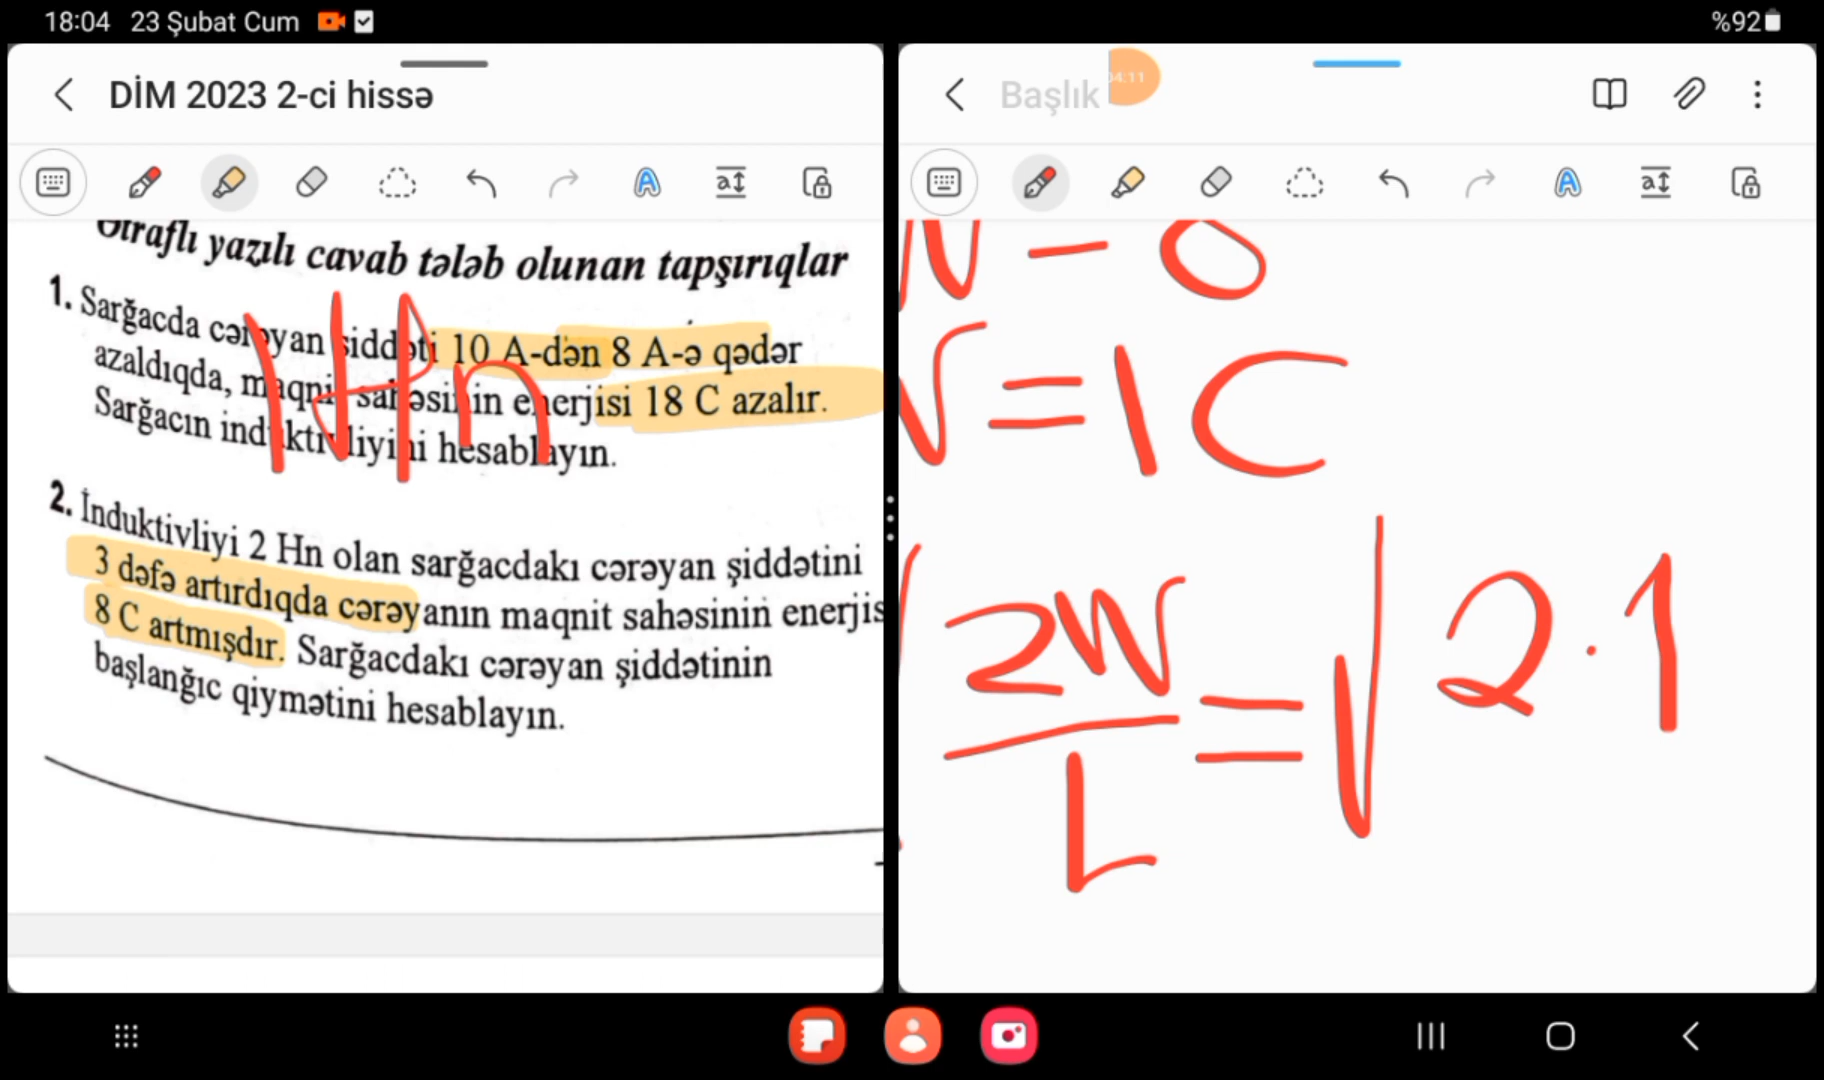 18:04 23 Şubat Cum
%92
DİM 2023 2-ci hissə
Ətraflı yazılı cavab tələb olunan tapşırıqlar
1. Sarğacda cərəyan şiddəti 10 A-dən 8 A-ə qədər
azaldıqda, maqnit sahəsinin enerjisi 18 C azalır.
Sarğacın induktivliyini hesablayın.
1Hn
2. İnduktivliyi 2 Hn olan sarğacdakı cərəyan şiddətini
3 dəfə artırdıqda cərəyanın maqnit sahəsinin enerjis
8 C artmışdır. Sarğacdakı cərəyan şiddətinin
başlanğıc qiymətini hesablayın.
Başlık
04:11
W = 1 C
√ 2W / L = √ 2·1